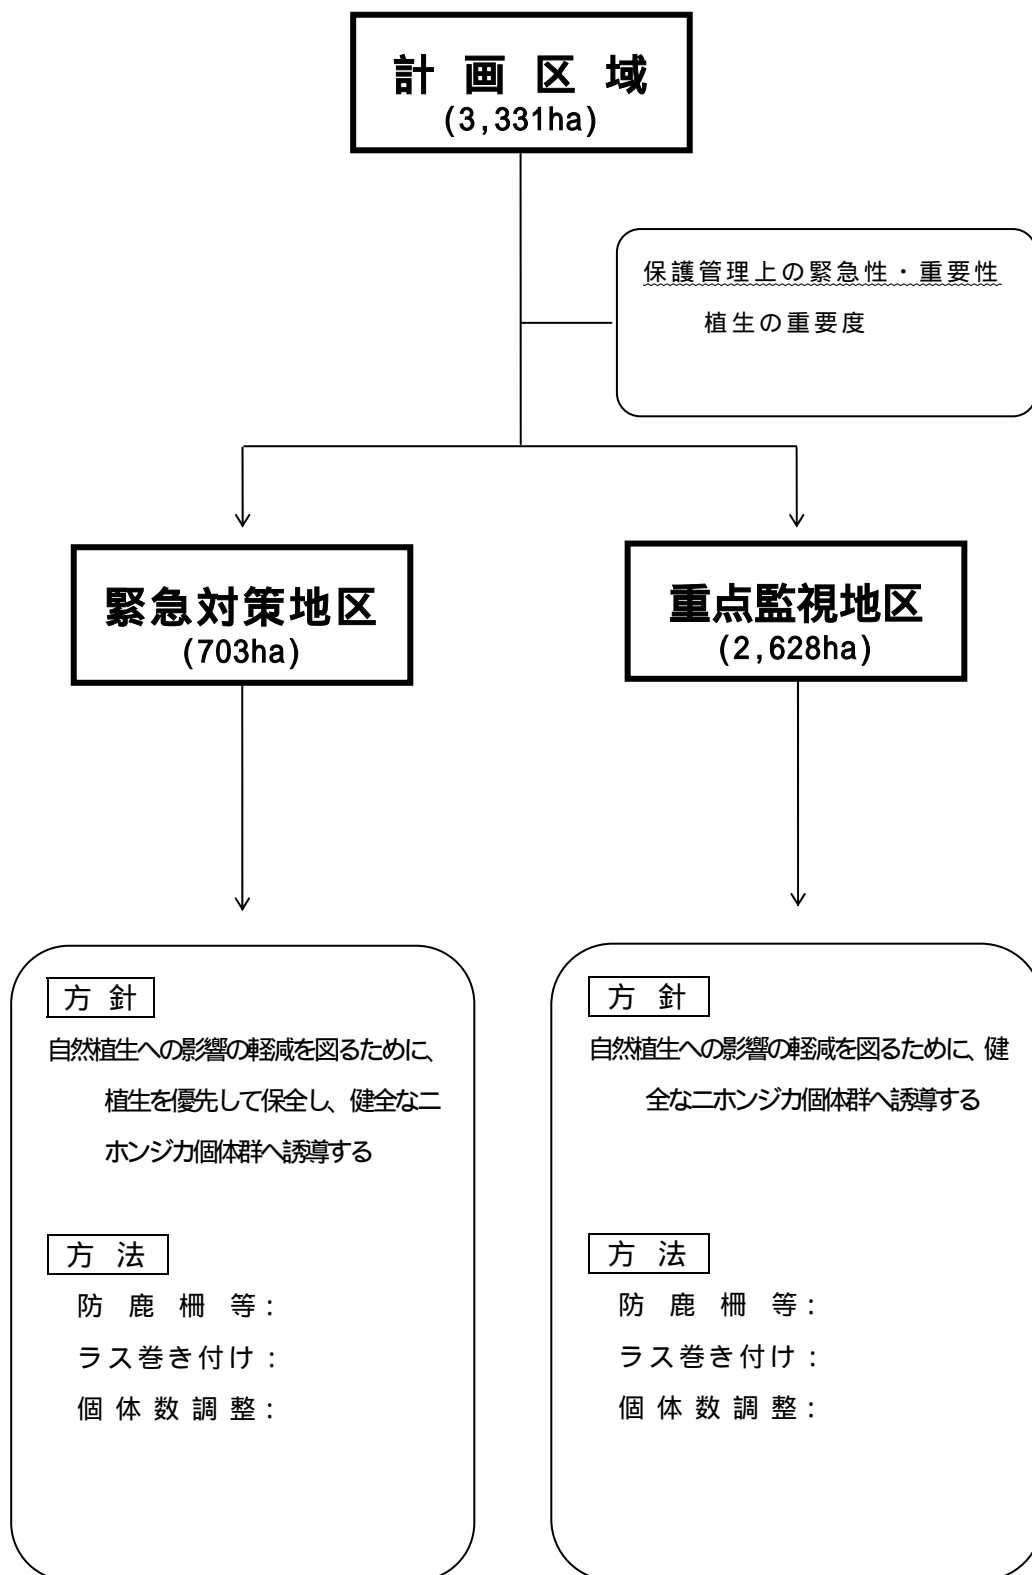 計画区域
(3,331ha)
保護管理上の緊急性・重要性
植生の重要度
緊急対策地区
(703ha)
重点監視地区
(2,628ha)
方針
自然植生への影響の軽減を図るために、
植生を優先して保全し、健全なニ
ホンジカ個体群へ誘導する
方法
防鹿柵等：
ラス巻き付け：
個体数調整：
方針
自然植生への影響の軽減を図るために、健
全なニホンジカ個体群へ誘導する
方法
防鹿柵等：
ラス巻き付け：
個体数調整：